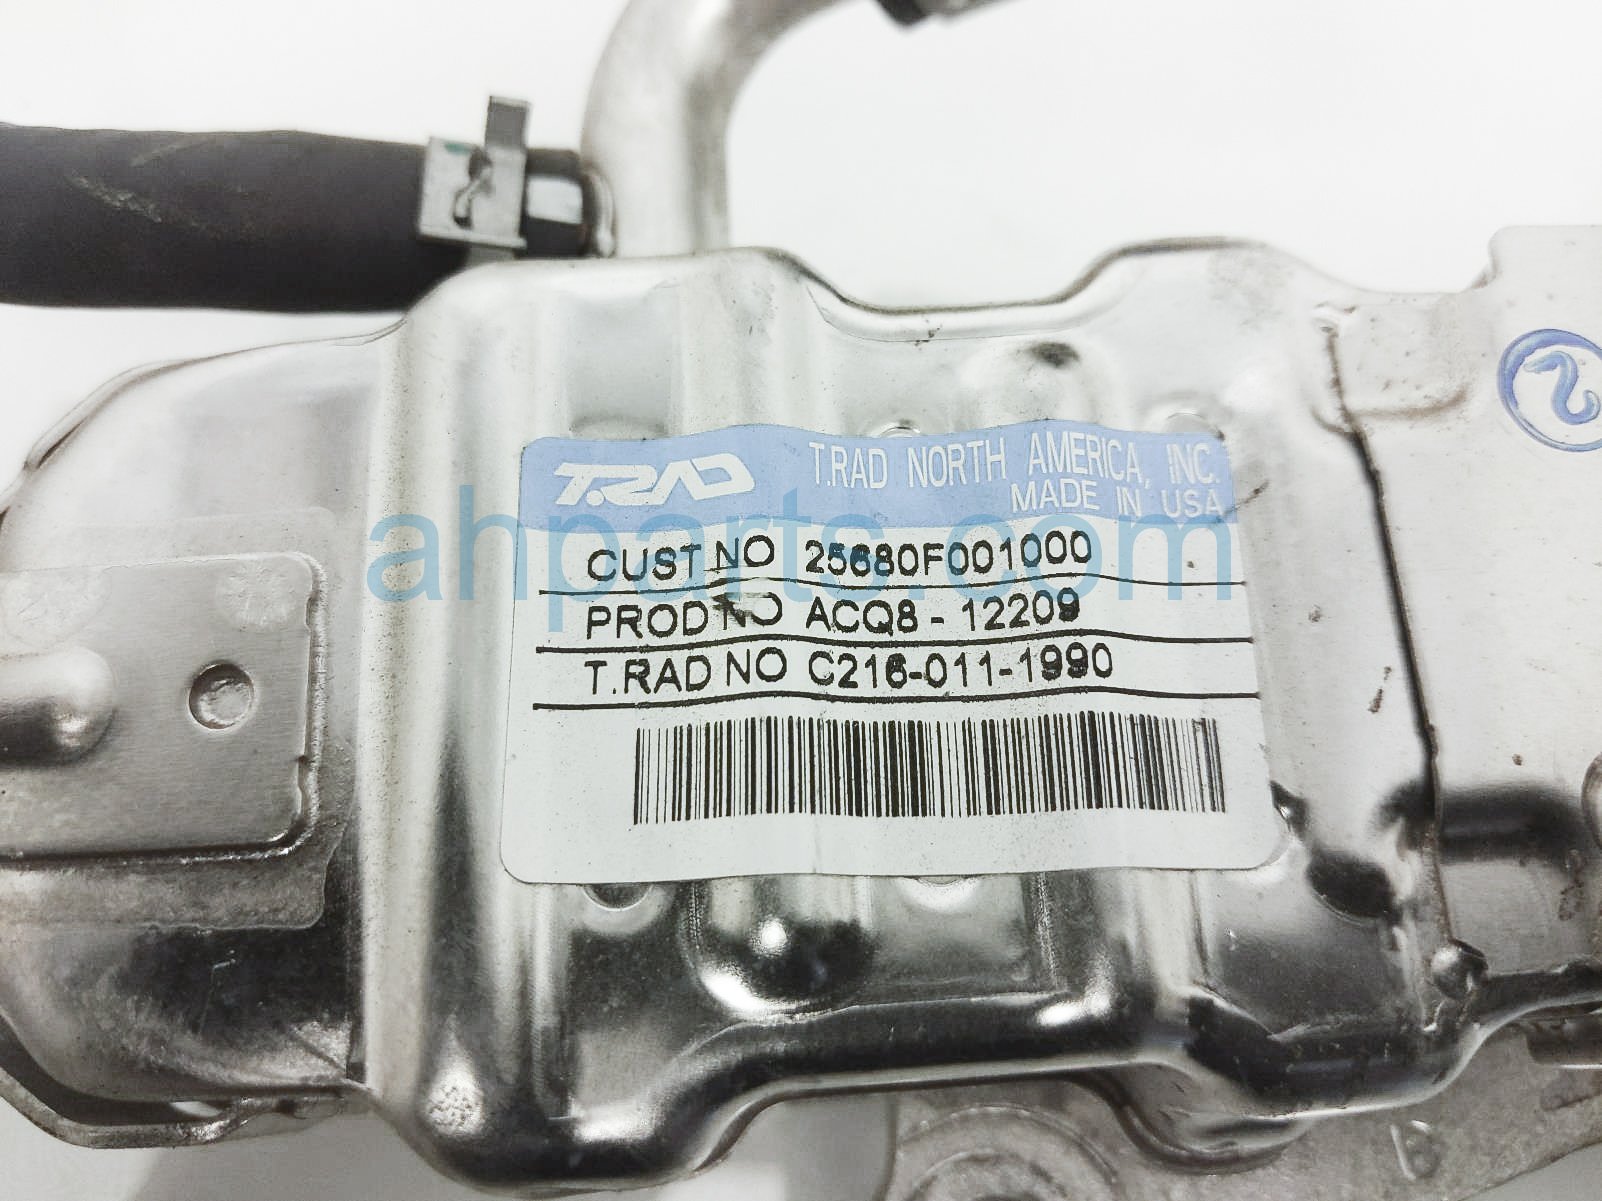 T.RAD T.RAD NORTH AMERICA, INC.
MADE IN USA
ahparts.com
CUST NO 25680F001000
PROD NO ACQ8-12209
T.RAD NO C216-011-1990
2